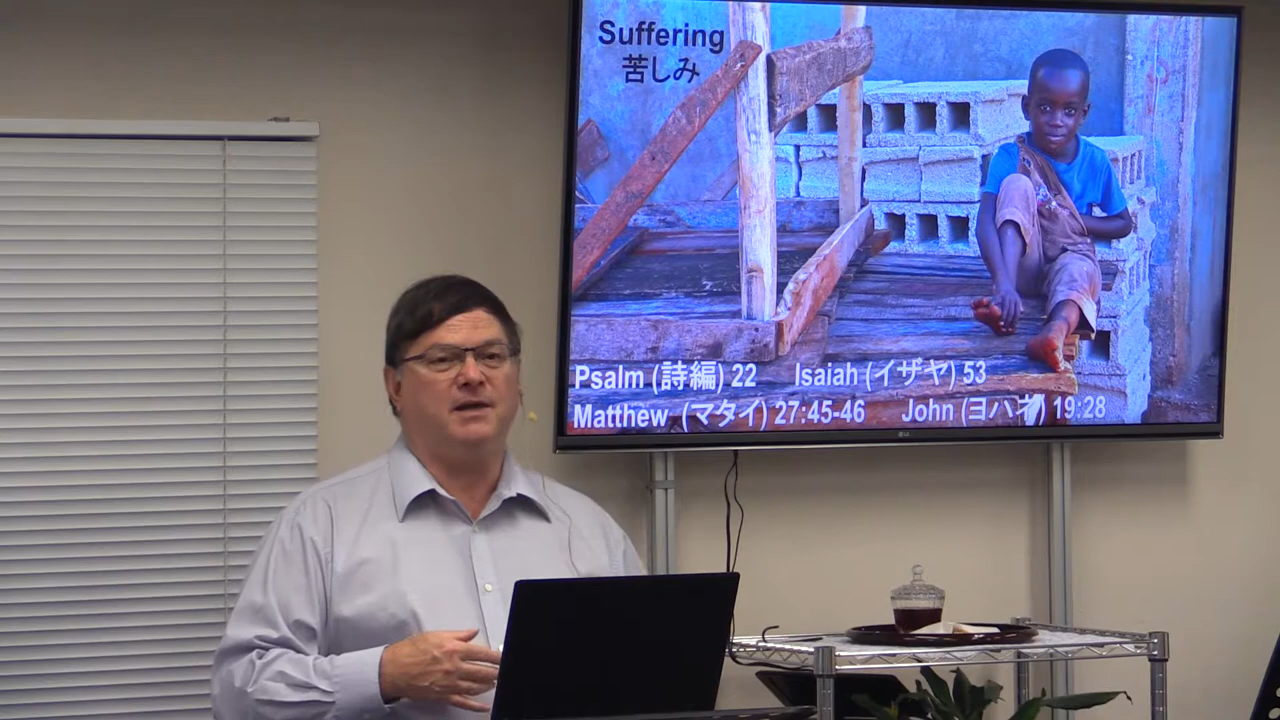 Suffering
苦しみ
Psalm (詩編) 22 Isaiah (イザヤ) 53
Matthew (マタイ) 27:45-46 John (ヨハネ) 19:28
LG